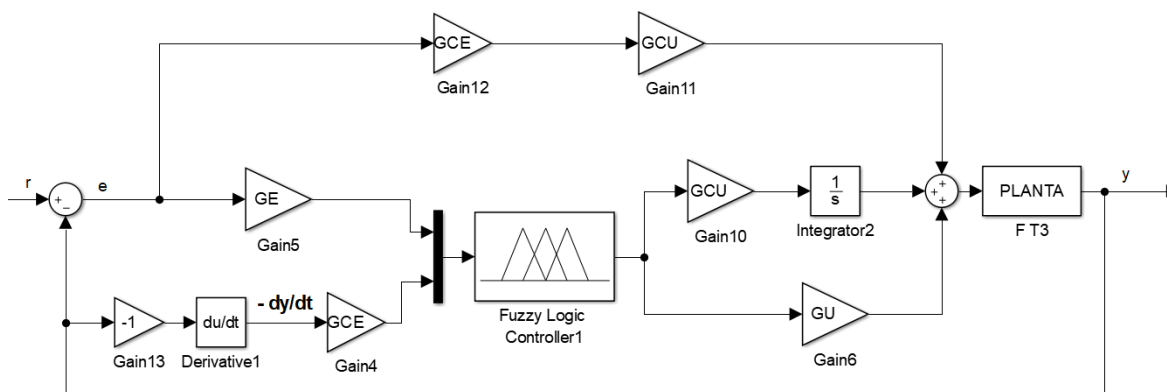 GCE
Gain12
GCU
Gain11
r
+
−
e
GE
Gain5
GCU
Gain10
1
s
Integrator2
+
+
+
PLANTA
F T3
y
Fuzzy Logic
Controller1
-1
Gain13
du/dt
Derivative1
- dy/dt
GCE
Gain4
GU
Gain6